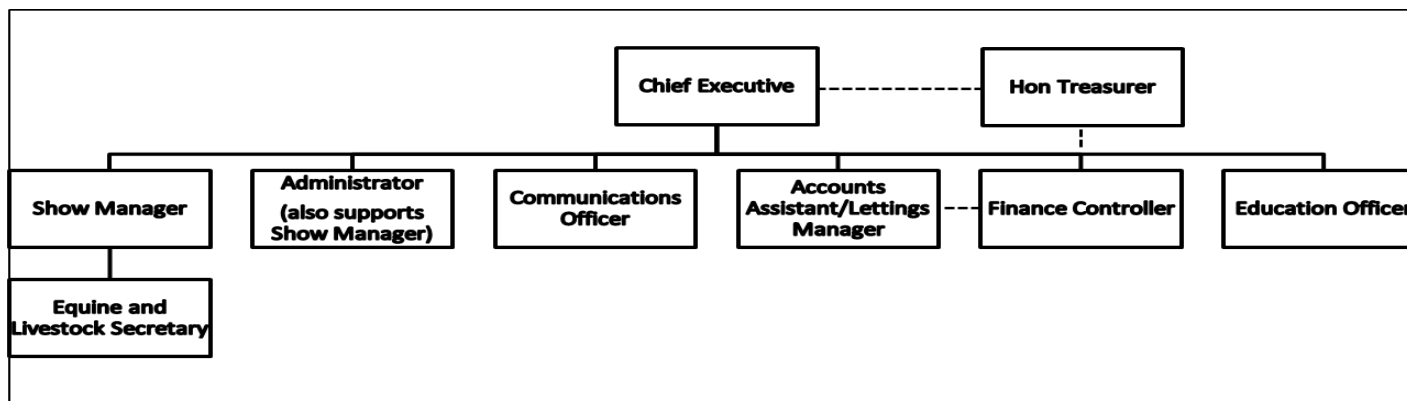 Chief Executive
Hon Treasurer
Show Manager
Administrator
(also supports
Show Manager)
Communications
Officer
Accounts
Assistant/Lettings
Manager
Finance Controller
Education Officer
Equine and
Livestock Secretary